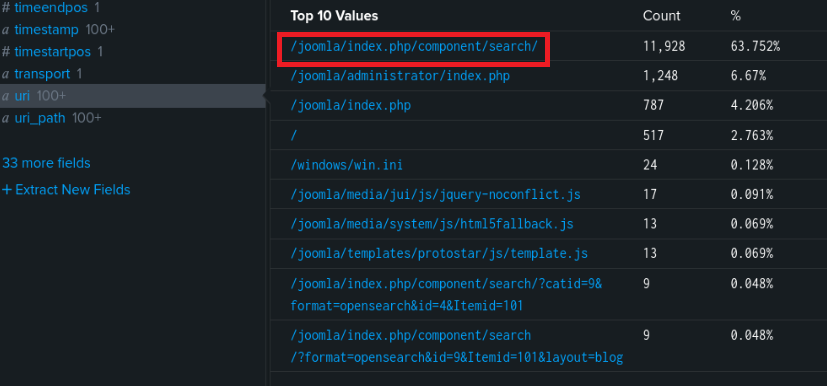 # timeendpos 1
a timestamp 100+
# timestartpos 1
a transport 1
a uri 100+
a uri_path 100+
33 more fields
+ Extract New Fields
Top 10 Values Count %
/joomla/index.php/component/search/ 11,928 63.752%
/joomla/administrator/index.php 1,248 6.67%
/joomla/index.php 787 4.206%
/ 517 2.763%
/windows/win.ini 24 0.128%
/joomla/media/jui/js/jquery-noconflict.js 17 0.091%
/joomla/media/system/js/html5fallback.js 13 0.069%
/joomla/templates/protostar/js/template.js 13 0.069%
/joomla/index.php/component/search/?catid=9& 9 0.048%
format=opensearch&id=4&Itemid=101
/joomla/index.php/component/search 9 0.048%
/?format=opensearch&id=9&Itemid=101&layout=blog